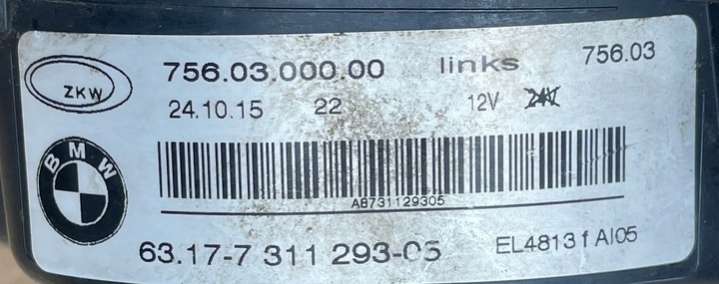 ZKW
756.03.000.00 links 756.03
24.10.15 22 12V 24V
BMW
A8731129305
63.17-7 311 293-05 EL4813 f AI05